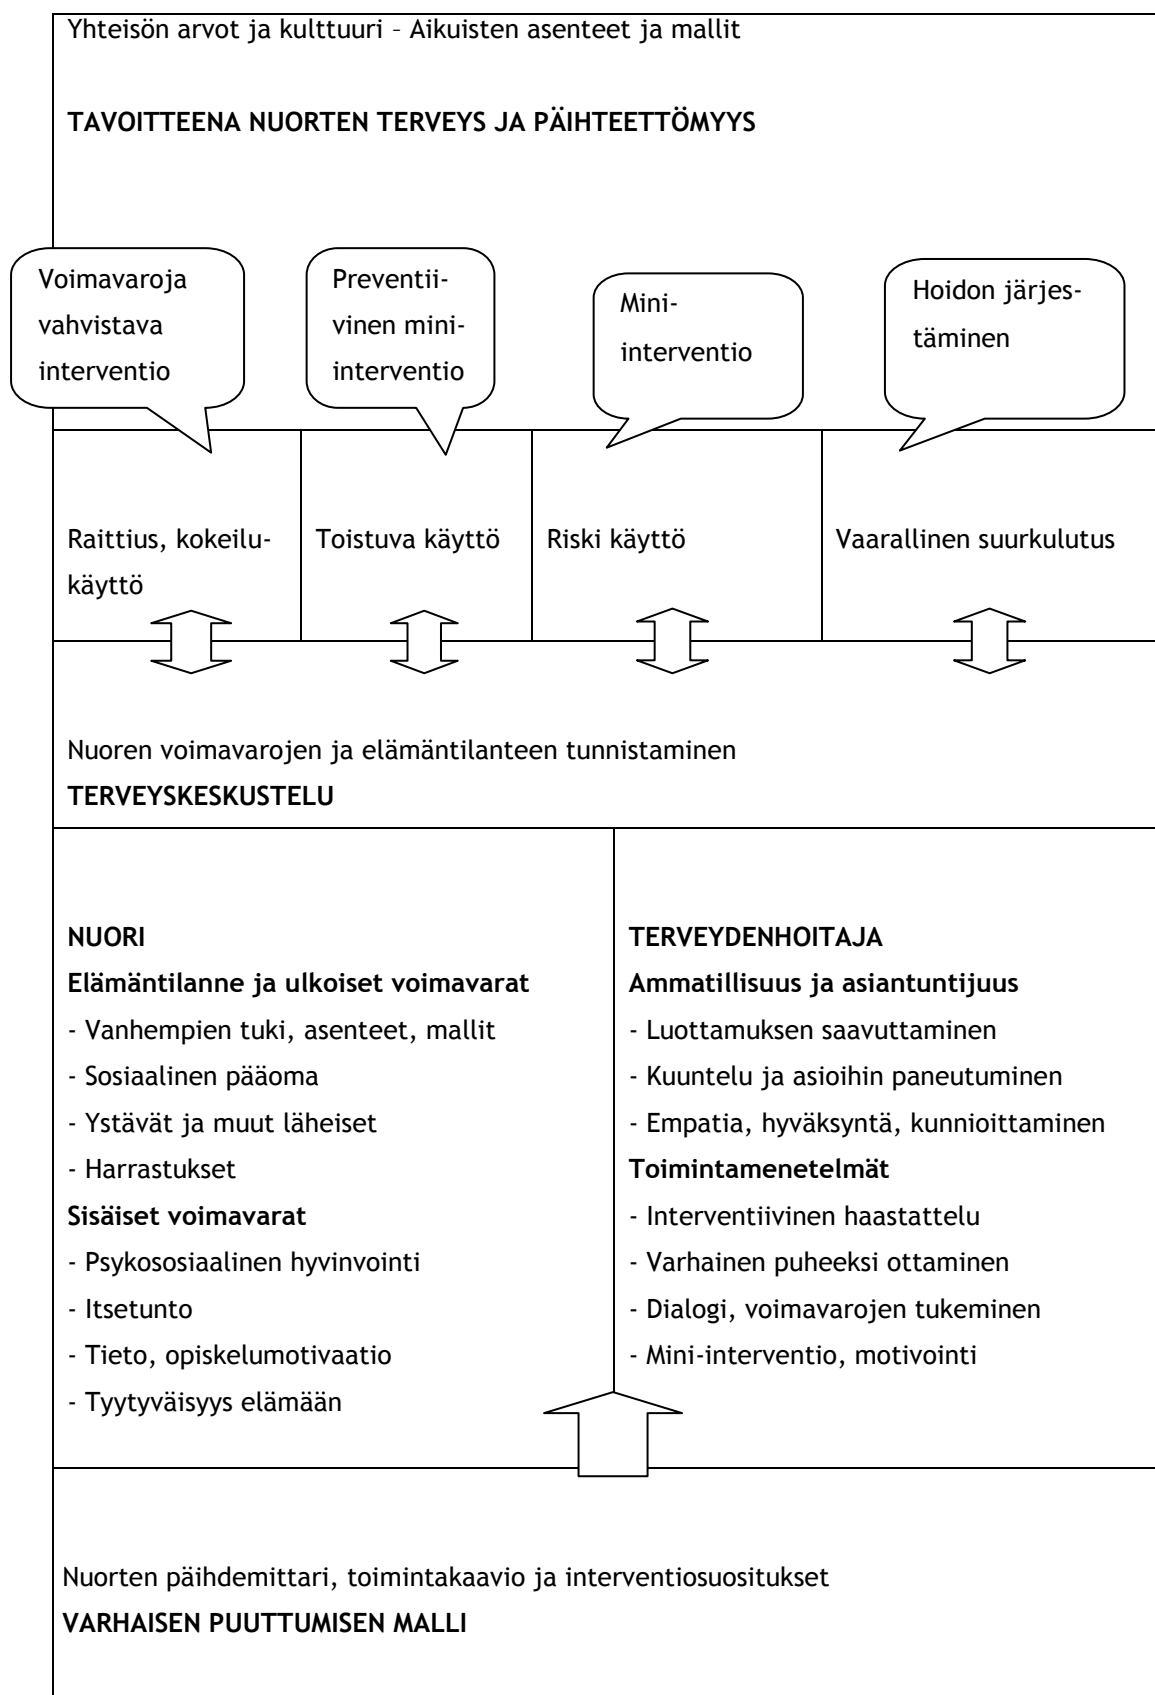 Yhteisön arvot ja kulttuuri – Aikuisten asenteet ja mallit
TAVOITTEENA NUORTEN TERVEYS JA PÄIHTEETTÖMYYS
Voimavaroja
vahvistava
interventio
Preventii-
vinen mini-
interventio
Mini-
interventio
Hoidon järjes-
täminen
Raittius, kokeilu-
käyttö
Toistuva käyttö
Riski käyttö
Vaarallinen suurkulutus
Nuoren voimavarojen ja elämäntilanteen tunnistaminen
TERVEYSKESKUSTELU
NUORI
Elämäntilanne ja ulkoiset voimavarat
- Vanhempien tuki, asenteet, mallit
- Sosiaalinen pääoma
- Ystävät ja muut läheiset
- Harrastukset
Sisäiset voimavarat
- Psykososiaalinen hyvinvointi
- Itsetunto
- Tieto, opiskelumotivaatio
- Tyytyväisyys elämään
TERVEYDENHOITAJA
Ammatillisuus ja asiantuntijuus
- Luottamuksen saavuttaminen
- Kuuntelu ja asioihin paneutuminen
- Empatia, hyväksyntä, kunnioittaminen
Toimintamenetelmät
- Interventiivinen haastattelu
- Varhainen puheeksi ottaminen
- Dialogi, voimavarojen tukeminen
- Mini-interventio, motivointi
Nuorten päihdemittari, toimintakaavio ja interventiosuositukset
VARHAISEN PUUTTUMISEN MALLI